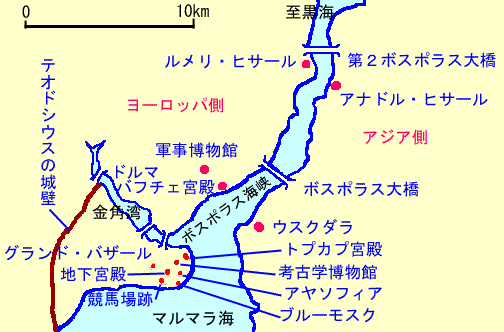 0
10km
至黒海
ルメリ・ヒサール
第２ボスポラス大橋
テオドシウスの城壁
アナドル・ヒサール
ヨーロッパ側
アジア側
軍事博物館
ドルマ
バフチェ宮殿
ボスポラス大橋
金角湾
ボスポラス海峡
ウスクダラ
グランド・バザール
トプカプ宮殿
地下宮殿
考古学博物館
競馬場跡
アヤソフィア
マルマラ海
ブルーモスク